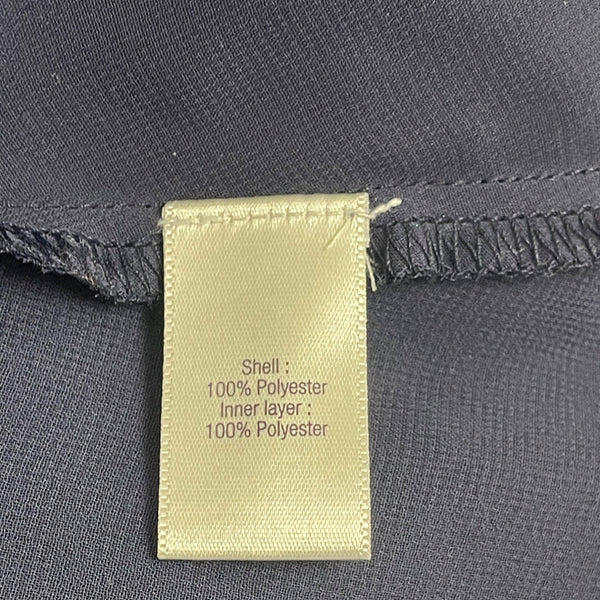 Shell :
100% Polyester
Inner layer :
100% Polyester